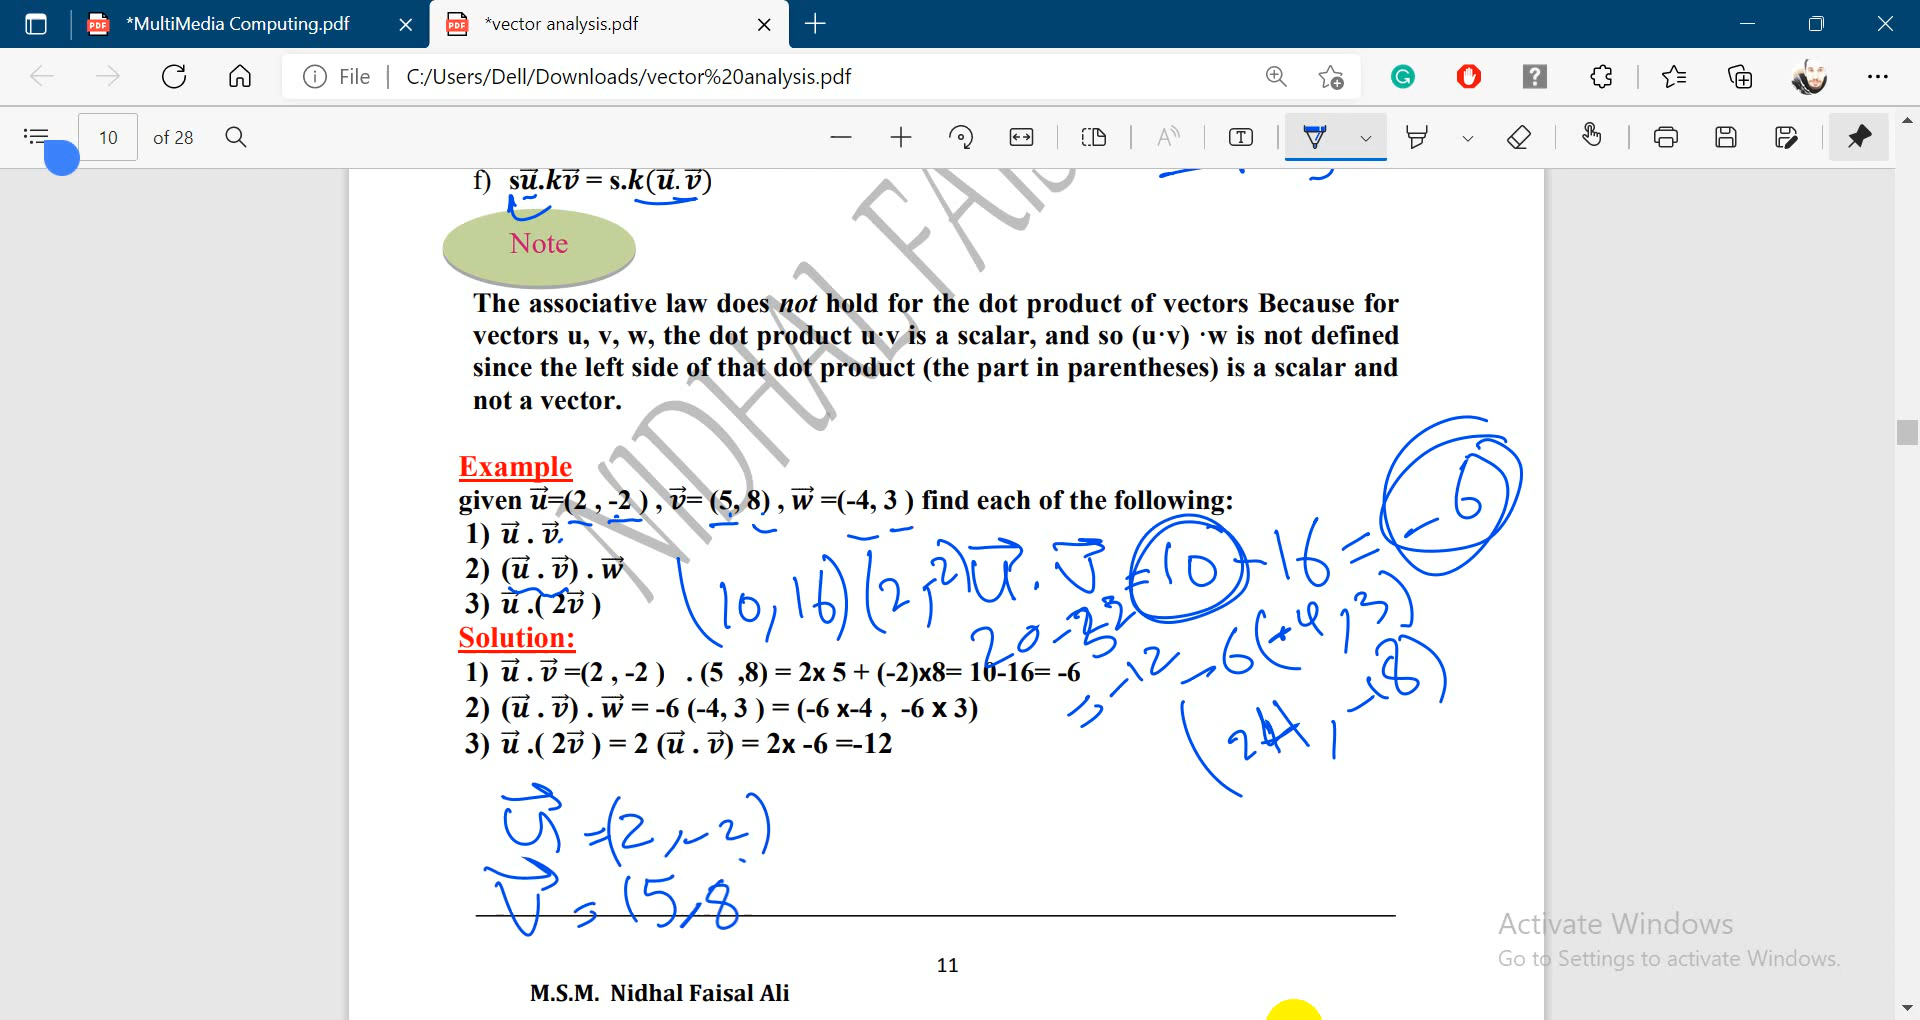 *MultiMedia Computing.pdf
*vector analysis.pdf
File | C:/Users/Dell/Downloads/vector%20analysis.pdf
10 of 28
f) su⃗.kv⃗ = s.k(u⃗. v⃗)
Note
The associative law does not hold for the dot product of vectors Because for
vectors u, v, w, the dot product u·v is a scalar, and so (u·v) ·w is not defined
since the left side of that dot product (the part in parentheses) is a scalar and
not a vector.
NIDHAL FAIS
Example
given u⃗=(2 , -2 ) , v⃗= (5, 8) , w⃗ =(-4, 3 ) find each of the following:
1) u⃗ . v⃗.
2) (u⃗ . v⃗) . w⃗
3) u⃗ .( 2v⃗ )
u⃗ . v⃗ = 10 - 16 = -6
(10, 16) (2, -2)
20 - 32
= -12
-6 (-4, 3)
(24, -18)
Solution:
1) u⃗ . v⃗ =(2 , -2 ) . (5 ,8) = 2x 5 + (-2)x8= 10-16= -6
2) (u⃗ . v⃗) . w⃗ = -6 (-4, 3 ) = (-6 x-4 , -6 x 3)
3) u⃗ .( 2v⃗ ) = 2 (u⃗ . v⃗) = 2x -6 =-12
u⃗ =(2, -2)
v⃗ = (5, 8
11
M.S.M. Nidhal Faisal Ali
Activate Windows
Go to Settings to activate Windows.